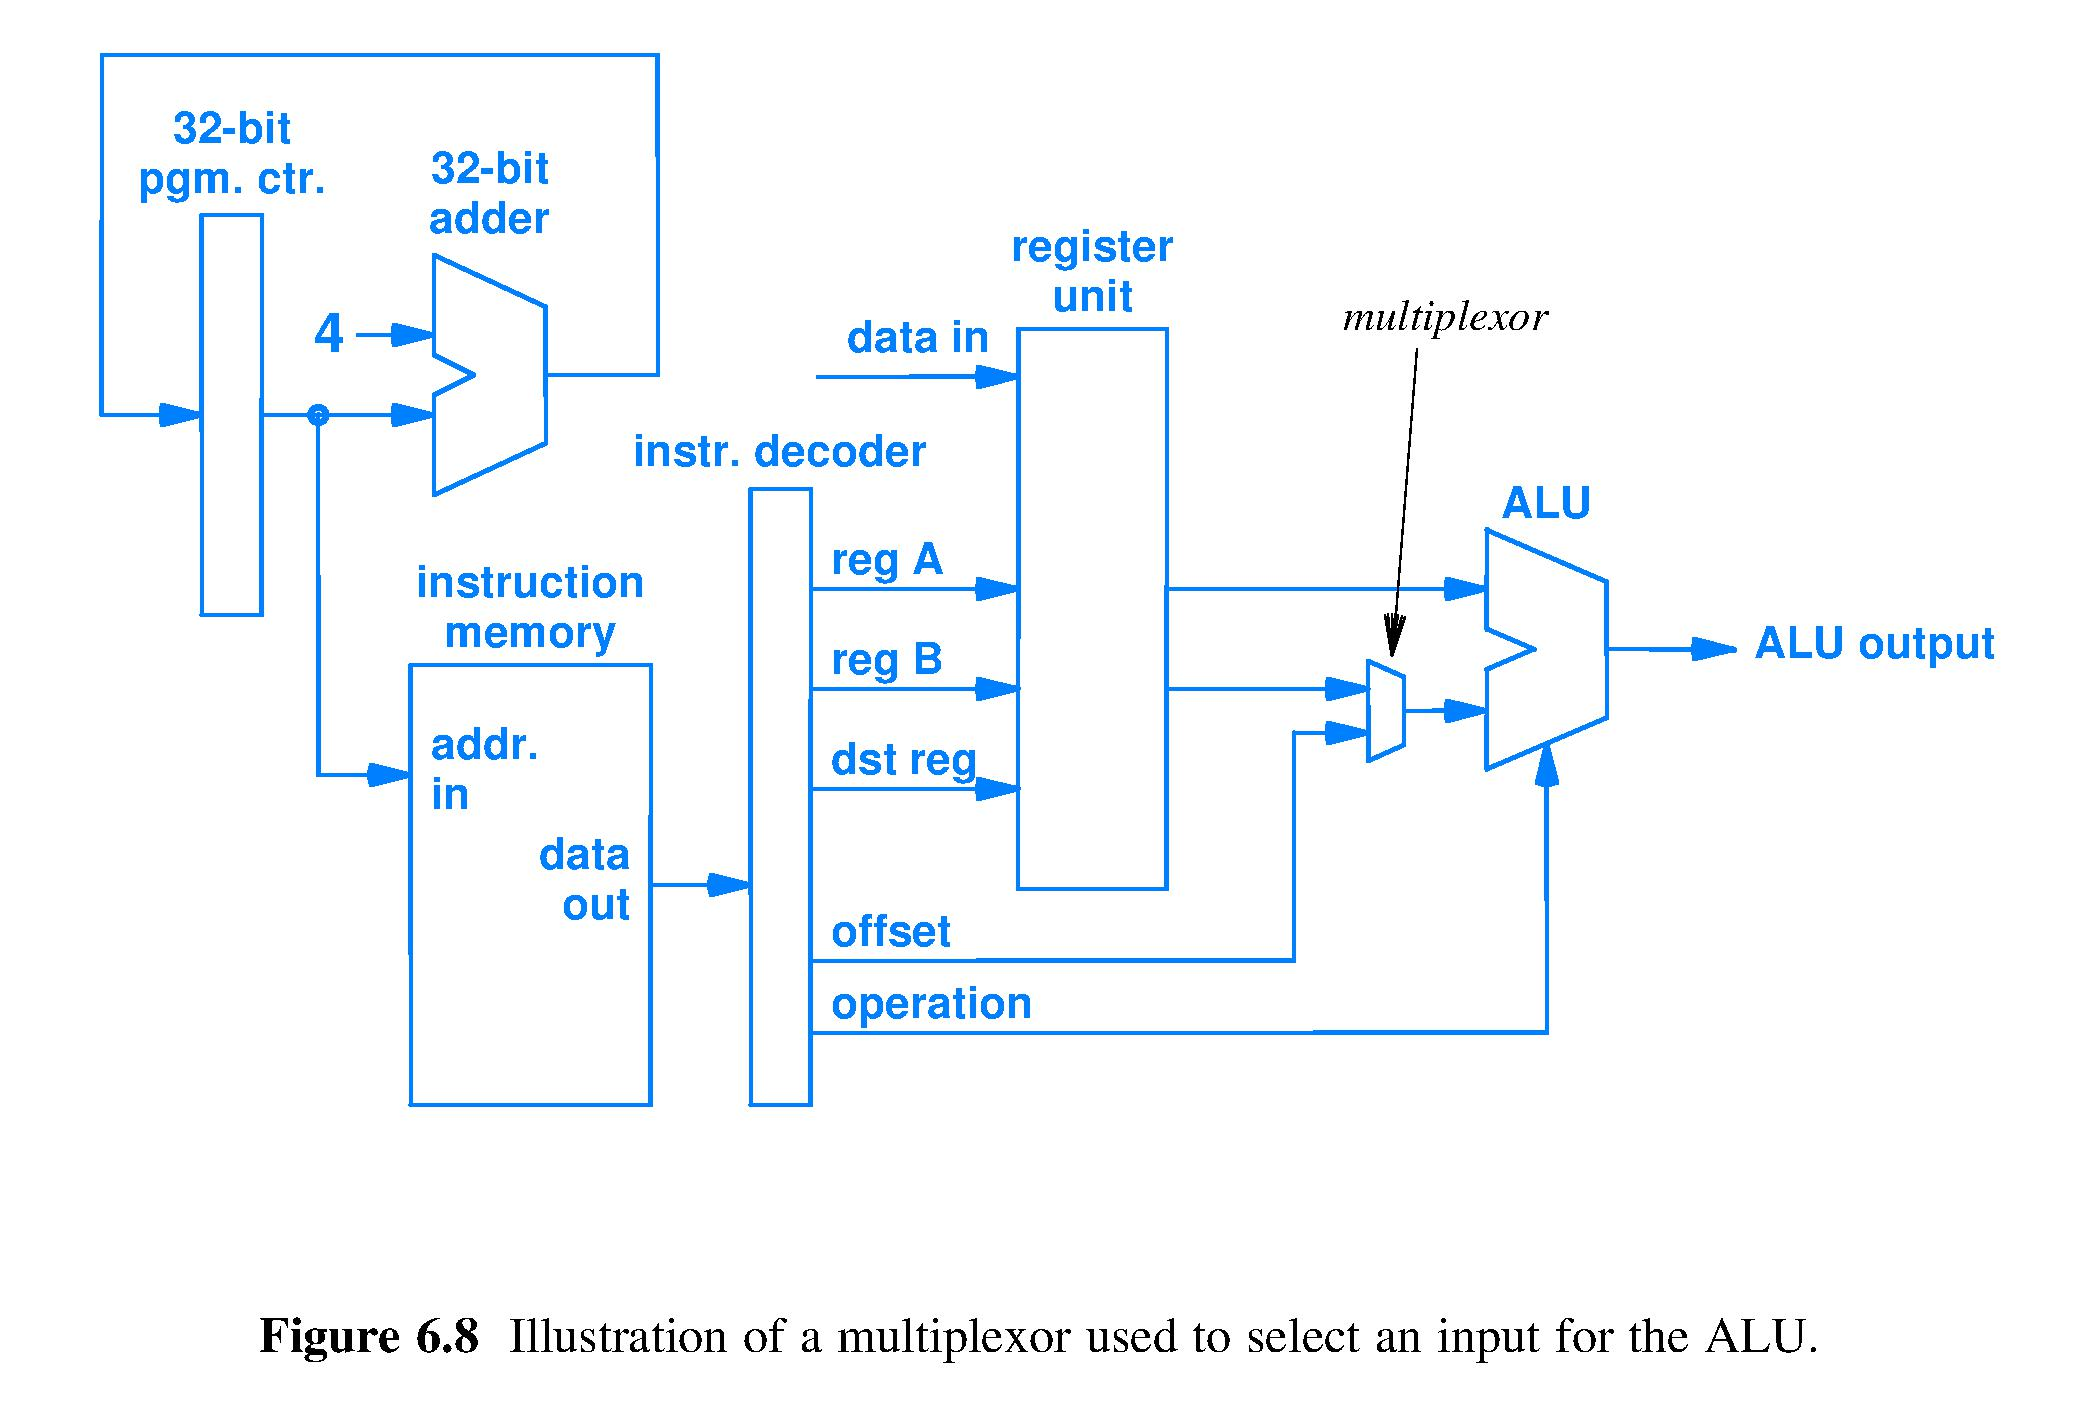 32-bit
pgm. ctr.
32-bit
adder
4
register
unit
data in
multiplexor
instr. decoder
ALU
reg A
instruction
memory
reg B
ALU output
addr.
in
dst reg
data
out
offset
operation
Figure 6.8 Illustration of a multiplexor used to select an input for the ALU.